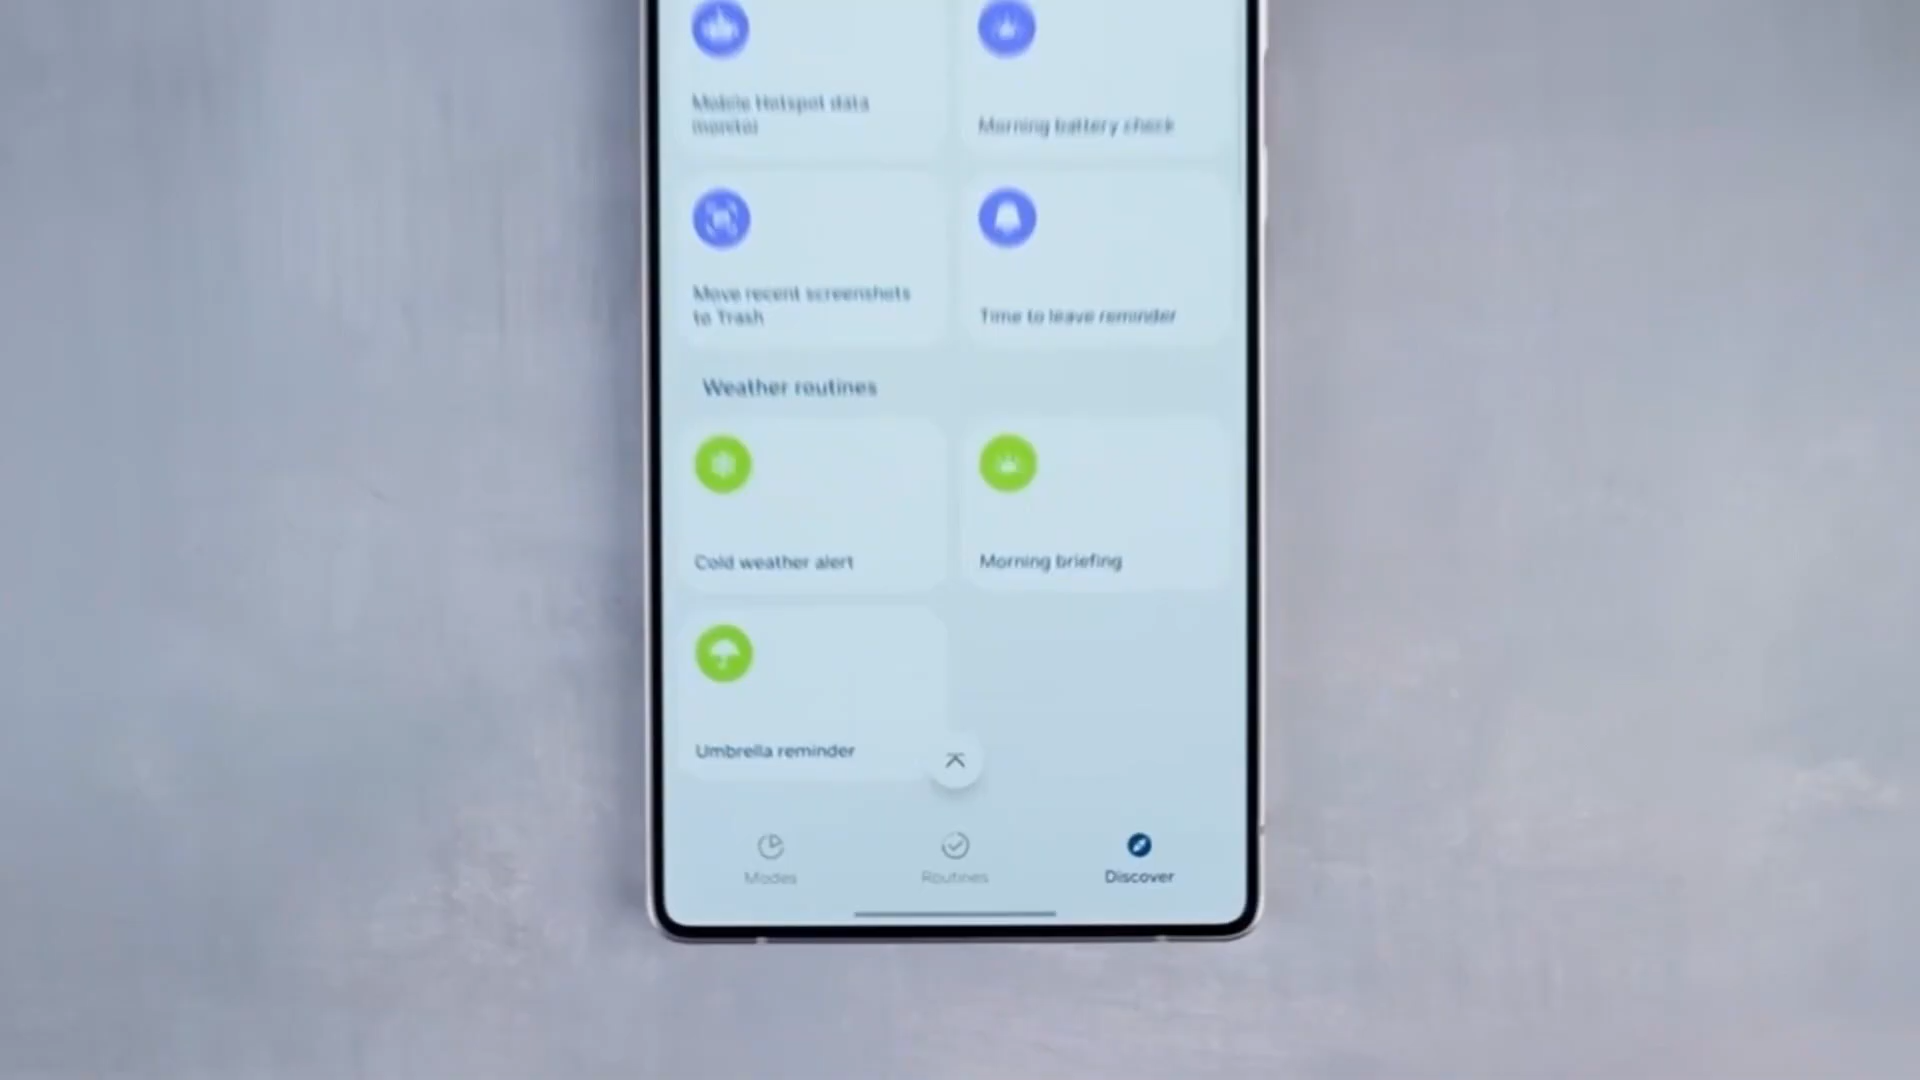 Mobile Hotspot data
monitor
Morning battery check
Move recent screenshots
to Trash
Time to leave reminder
Weather routines
Cold weather alert
Morning briefing
Umbrella reminder
Modes
Routines
Discover